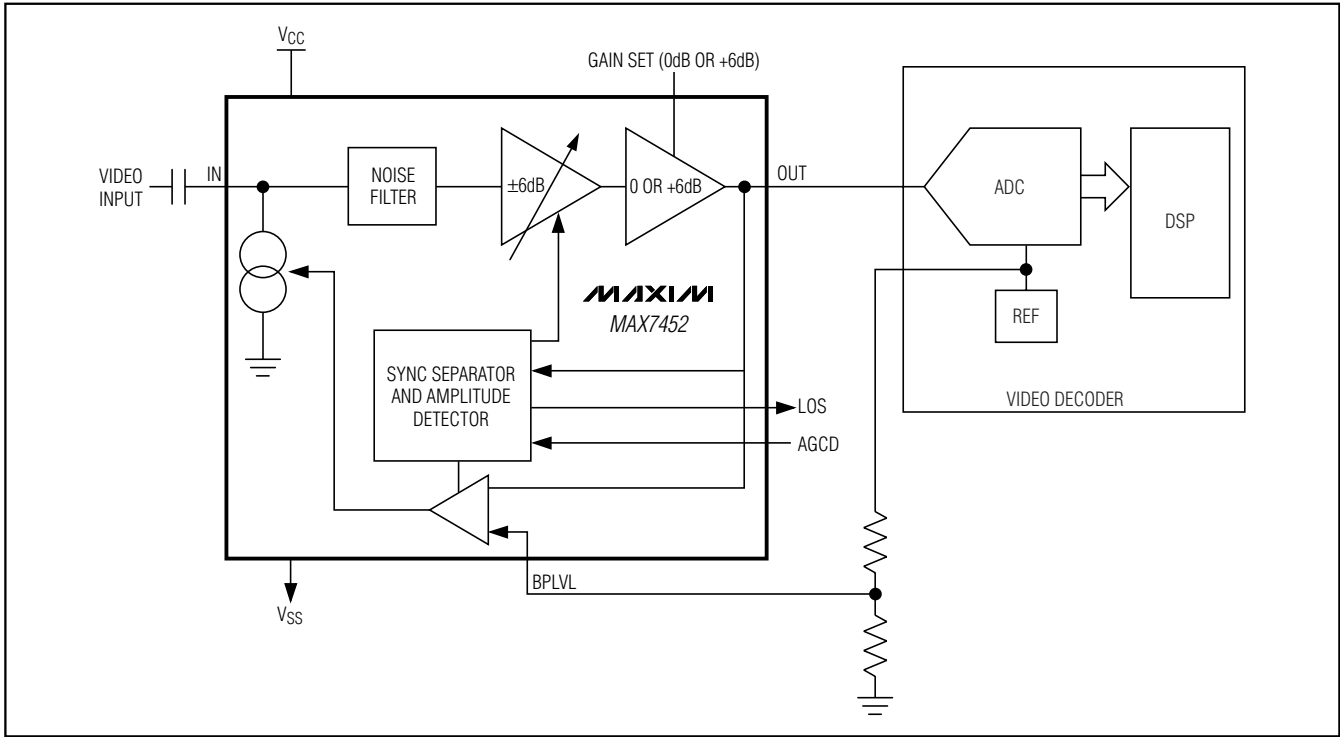 VCC
GAIN SET (0dB OR +6dB)
VIDEO
INPUT
IN
NOISE
FILTER
±6dB
0 OR +6dB
OUT
ADC
DSP
REF
VIDEO DECODER
MAXIM
MAX7452
SYNC SEPARATOR
AND AMPLITUDE
DETECTOR
LOS
AGCD
BPLVL
VSS